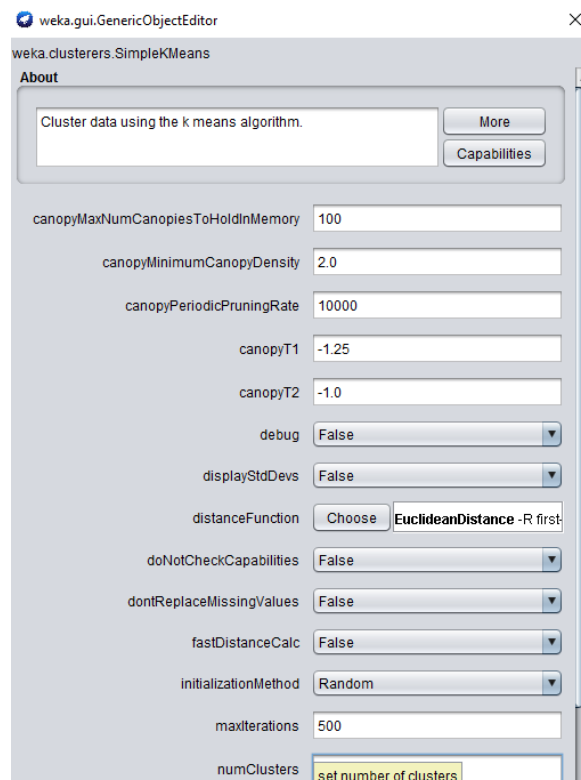 weka.gui.GenericObjectEditor
weka.clusterers.SimpleKMeans
About
Cluster data using the k means algorithm.
More
Capabilities
canopyMaxNumCanopiesToHoldInMemory 100
canopyMinimumCanopyDensity 2.0
canopyPeriodicPruningRate 10000
canopyT1 -1.25
canopyT2 -1.0
debug False
displayStdDevs False
distanceFunction Choose EuclideanDistance -R first-
doNotCheckCapabilities False
dontReplaceMissingValues False
fastDistanceCalc False
initializationMethod Random
maxIterations 500
numClusters set number of clusters